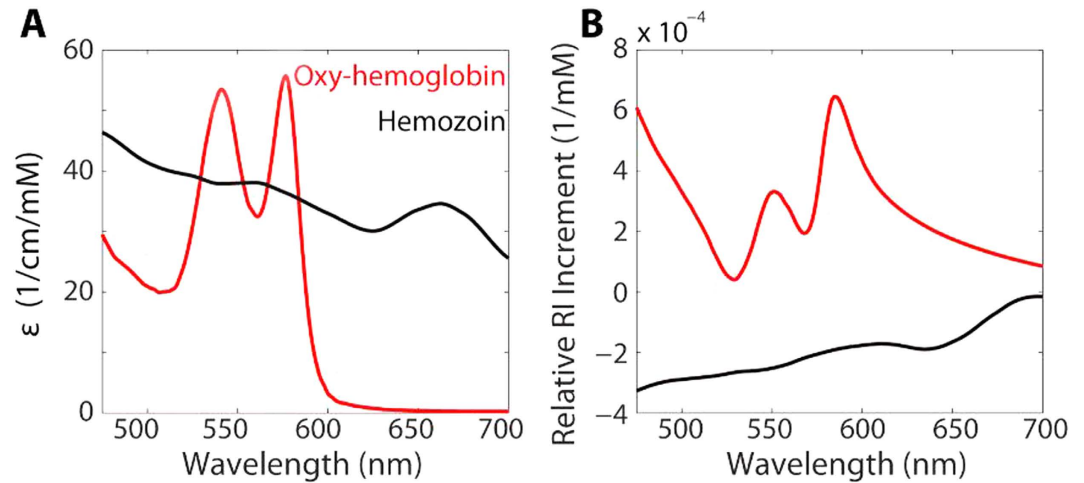 A
60
40
20
0
ε (1/cm/mM)
Oxy-hemoglobin
Hemozoin
500 550 600 650 700
Wavelength (nm)
B
x 10⁻⁴
8
6
4
2
0
−2
−4
Relative RI Increment (1/mM)
500 550 600 650 700
Wavelength (nm)